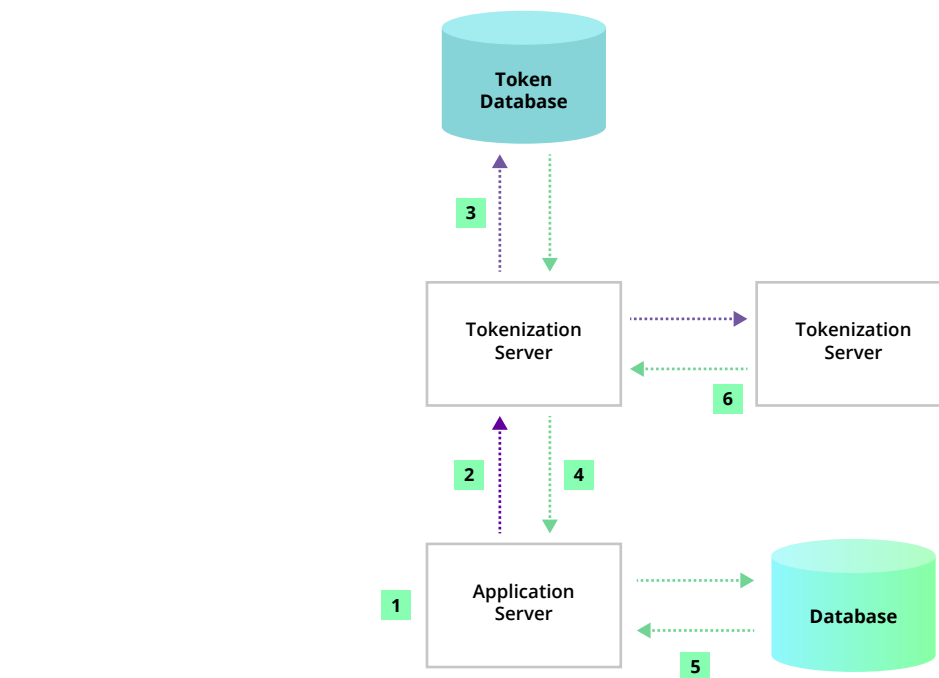 Token
Database
3
Tokenization
Server
Tokenization
Server
6
2
4
1
Application
Server
Database
5